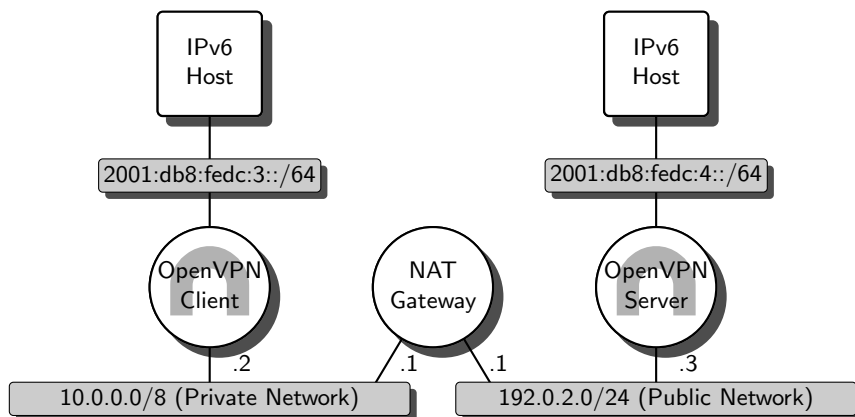 IPv6
Host
IPv6
Host
2001:db8:fedc:3::/64
2001:db8:fedc:4::/64
OpenVPN
Client
NAT
Gateway
OpenVPN
Server
.2
.1
.1
.3
10.0.0.0/8 (Private Network)
192.0.2.0/24 (Public Network)